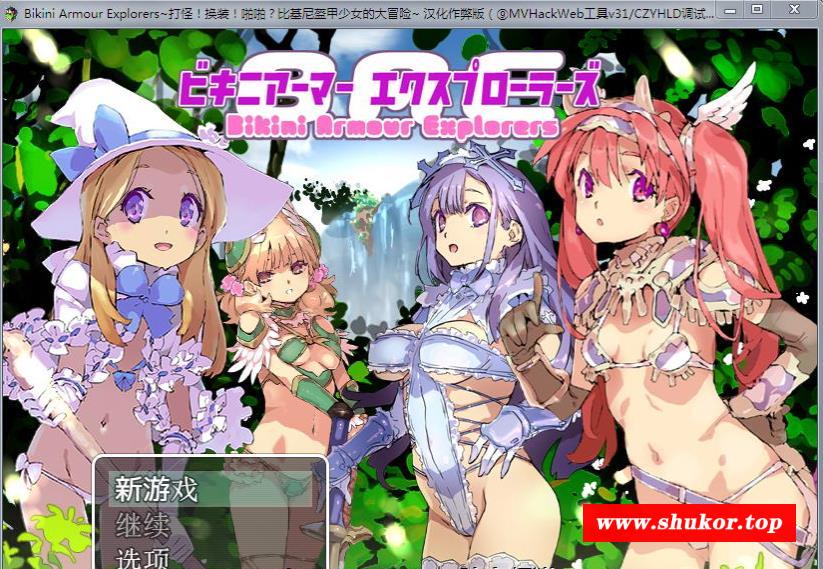 Bikini Armour Explorers~打怪！换装！啪啪？比基尼盔甲少女的大冒险~ 汉化作弊版（@MVHackWeb工具v31/CZYHLD调试...
BAE
ビキニアーマー エクスプローラーズ
Bikini Armour Explorers
新游戏
继续
选项
www.shukor.top